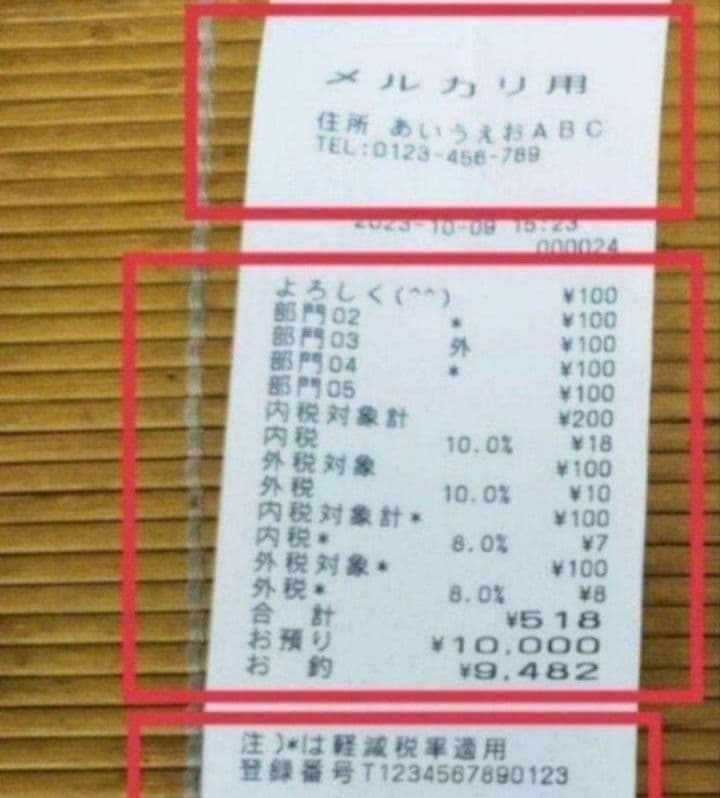 メルカリ用
住所 あいうえおABC
TEL:0123-456-789
2023-10-09 15:23
000024
よろしく(^^) ¥100
部門02 * ¥100
部門03 外 ¥100
部門04 * ¥100
部門05 ¥100
内税対象計 ¥200
内税 10.0% ¥18
外税対象 ¥100
外税 10.0% ¥10
内税対象計* ¥100
内税* 8.0% ¥7
外税対象* ¥100
外税* 8.0% ¥8
合 計 ¥518
お預り ¥10,000
お 釣 ¥9,482
注)*は軽減税率適用
登録番号T1234567890123